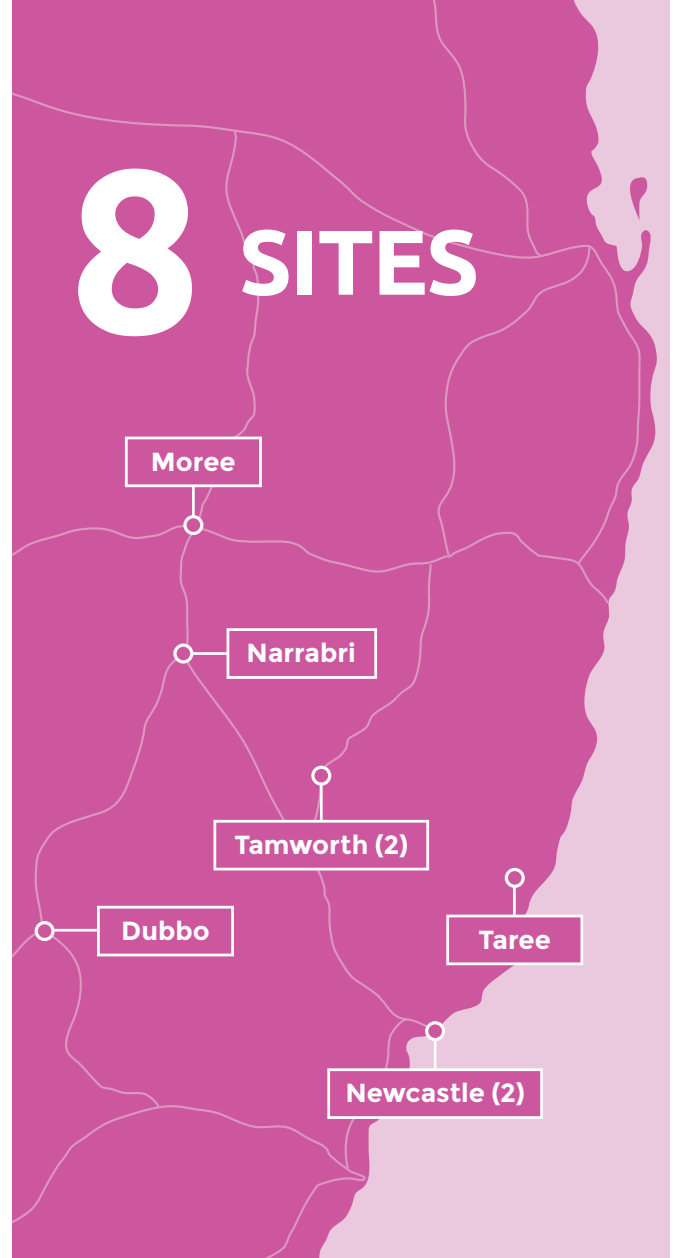 8 SITES
Moree
Narrabri
Tamworth (2)
Dubbo
Taree
Newcastle (2)